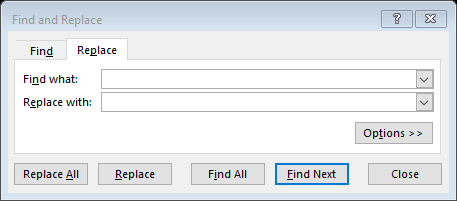 Find and Replace
Find Replace
Find what:
Replace with:
Options >>
Replace All Replace Find All Find Next Close